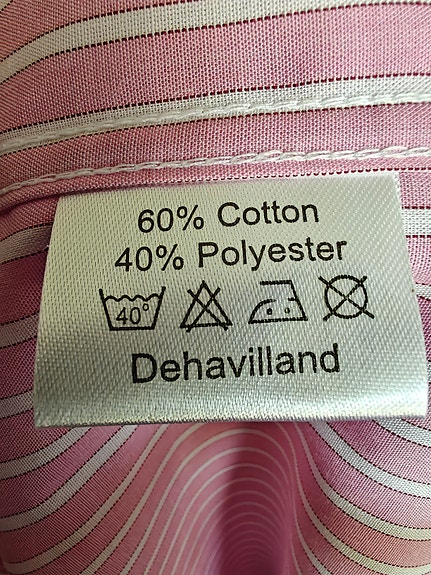 60% Cotton
40% Polyester
40°
Dehavilland